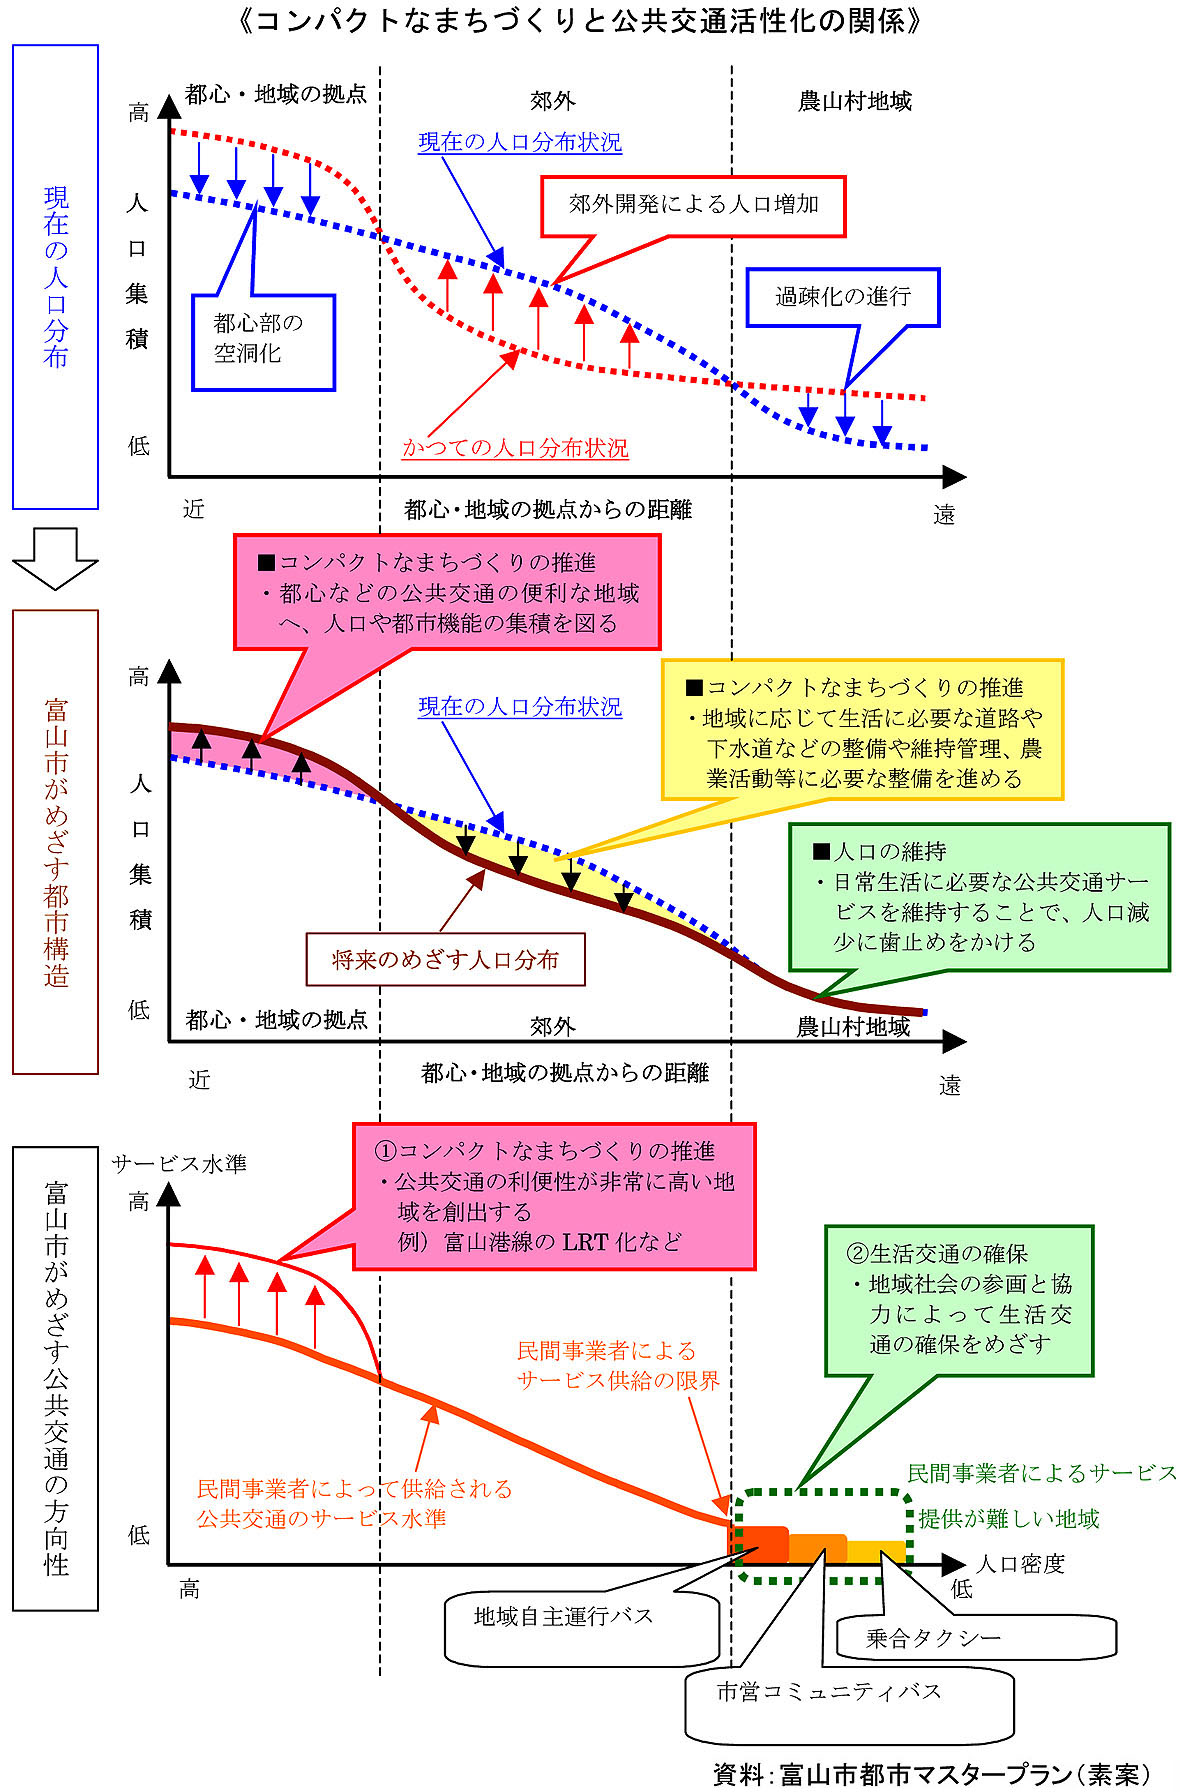 《コンパクトなまちづくりと公共交通活性化の関係》
現在の人口分布
高
人口集積
低
都心・地域の拠点
郊外
農山村地域
現在の人口分布状況
郊外開発による人口増加
過疎化の進行
都心部の
空洞化
かつての人口分布状況
近
都心・地域の拠点からの距離
遠
富山市がめざす都市構造
■コンパクトなまちづくりの推進
・都心などの公共交通の便利な地域
へ、人口や都市機能の集積を図る
高
人口集積
低
現在の人口分布状況
■コンパクトなまちづくりの推進
・地域に応じて生活に必要な道路や
下水道などの整備や維持管理、農
業活動等に必要な整備を進める
■人口の維持
・日常生活に必要な公共交通サー
ビスを維持することで、人口減
少に歯止めをかける
将来のめざす人口分布
都心・地域の拠点
郊外
農山村地域
近
都心・地域の拠点からの距離
遠
富山市がめざす公共交通の方向性
サービス水準
高
低
①コンパクトなまちづくりの推進
・公共交通の利便性が非常に高い地
域を創出する
例）富山港線の LRT 化など
②生活交通の確保
・地域社会の参画と協
力によって生活交
通の確保をめざす
民間事業者による
サービス供給の限界
民間事業者によって供給される
公共交通のサービス水準
民間事業者によるサービス
提供が難しい地域
高
人口密度
低
地域自主運行バス
乗合タクシー
市営コミュニティバス
資料：富山市都市マスタープラン（素案）